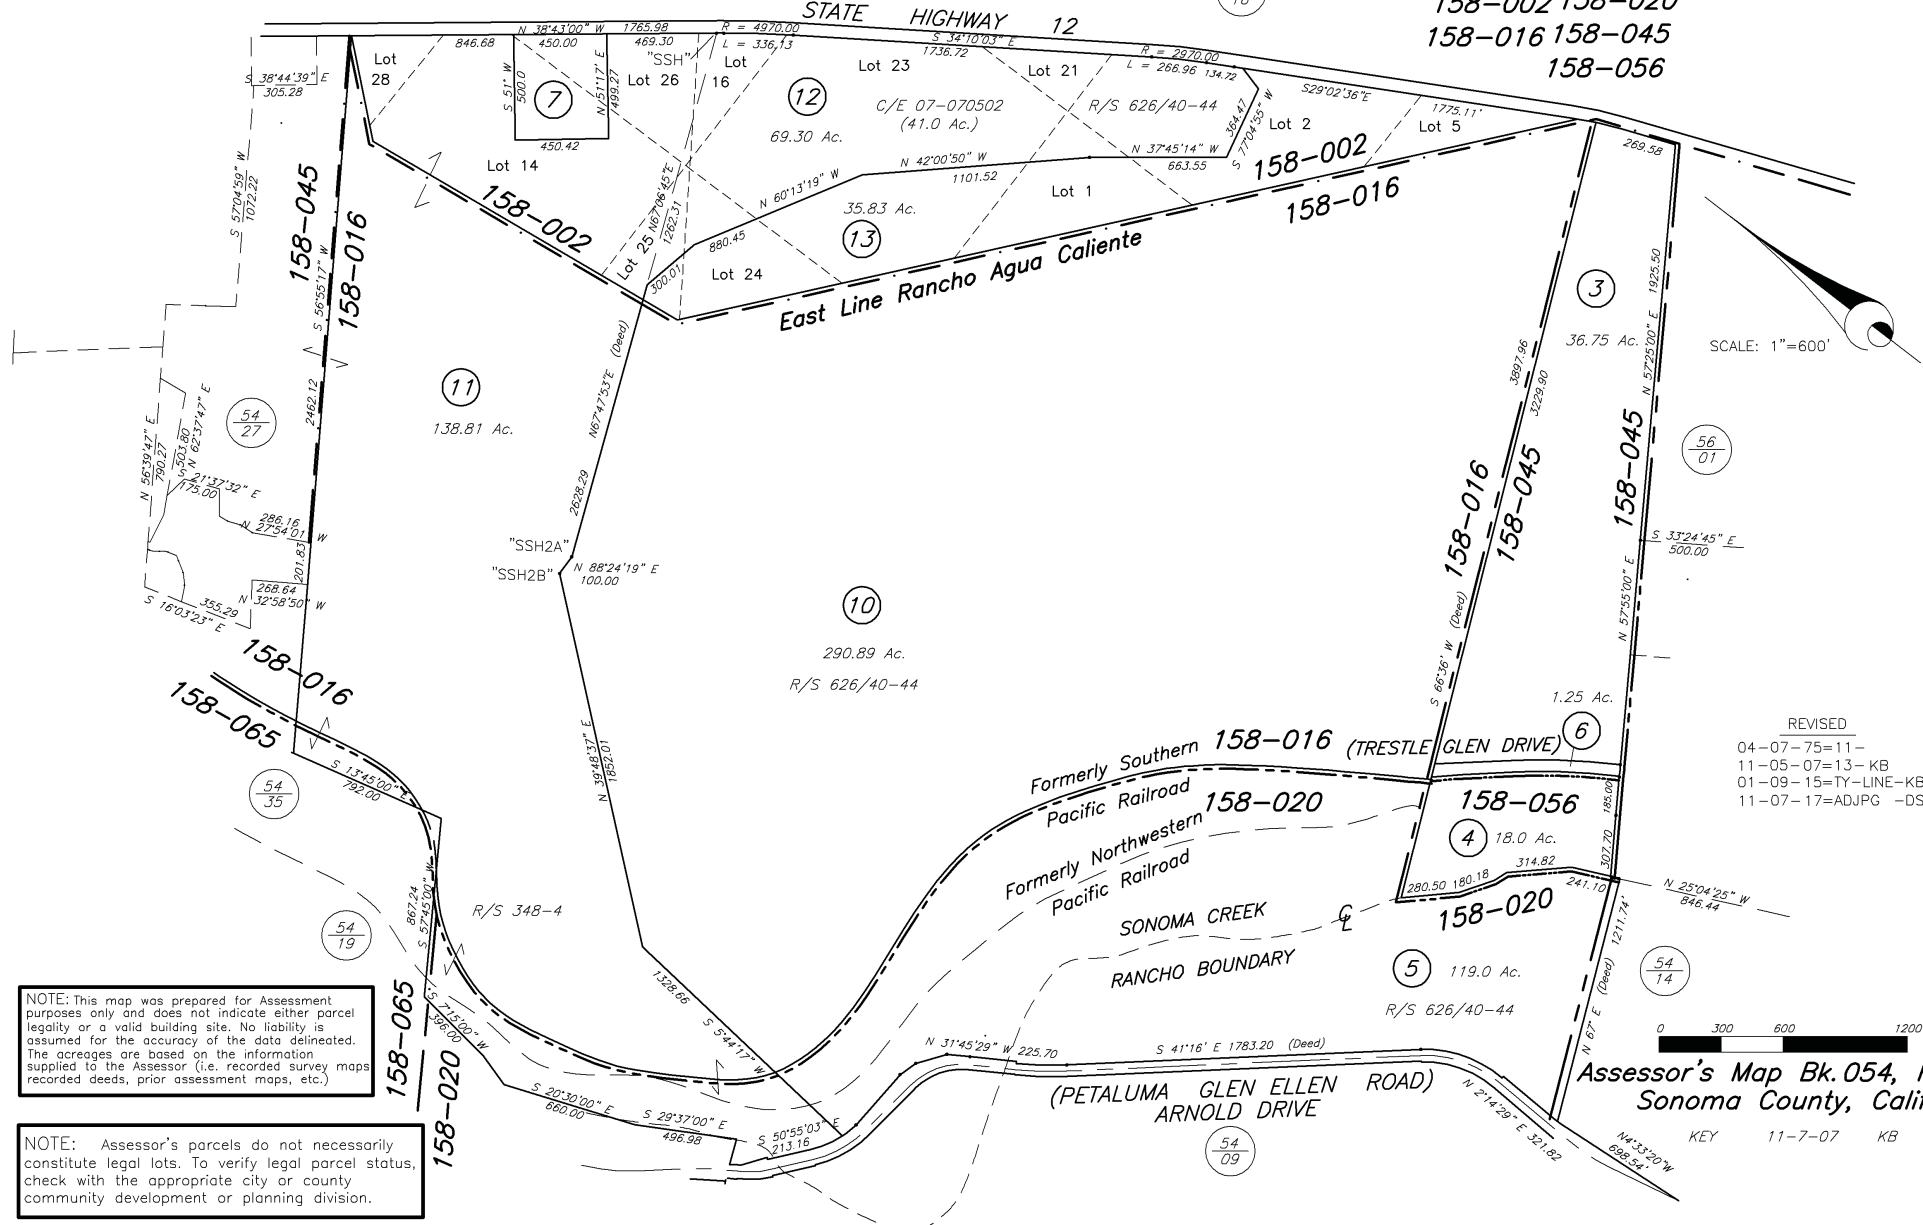 STATE HIGHWAY 12
158-002 158-020
158-016 158-045
158-056
N 38°43'00" W 1765.98
846.68
450.00
469.30
R = 4970.00
L = 336.13
S 34°10'03" E
1736.72
R = 2970.00
L = 266.96
134.72
S29°02'36"E
1775.11'
269.58
S 38°44'39" E
305.28
Lot 28
S 51° W
500.0
7
N 51°17' E
499.27
450.42
"SSH"
Lot 26
Lot 16
12
69.30 Ac.
Lot 23
C/E 07-070502
(41.0 Ac.)
Lot 21
R/S 626/40-44
364.47
S 77°04'55" W
Lot 2
Lot 5
Lot 14
S 57°04'59" W
1072.22
158-045
158-016
S 56°55'17" W
2462.12
158-002
Lot 25
N67°06'45"E
1262.31
N 60°13'19" W
880.45
300.01
N 42°00'50" W
1101.52
N 37°45'14" W
663.55
158-002
158-016
Lot 1
35.83 Ac.
13
Lot 24
East Line Rancho Agua Caliente
3
36.75 Ac.
N 57°25'00" E 1925.50
SCALE: 1"=600'
3897.96
3229.90
11
138.81 Ac.
N67°47'53"E (Deed)
2628.29
54
27
N 56°39'47" E
790.27
503.80
N 62°37'47" E
S 21°37'32" E
175.00
286.16
N 27°54'01 W
201.83
268.64
N 32°58'50" W
355.29
S 16°03'23" E
158-016
158-045
158-045
56
01
S 33°24'45" E
500.00
N 57°55'00" E
S 66°36' W (Deed)
"SSH2A"
"SSH2B"
N 88°24'19" E
100.00
10
290.89 Ac.
R/S 626/40-44
158-016
158-065
54
35
S 13°45'00" E
792.00
N 39°48'37" E
1852.01
1.25 Ac.
6
Formerly Southern 158-016 (TRESTLE GLEN DRIVE)
Pacific Railroad 158-020
158-056
185.00
Formerly Northwestern
Pacific Railroad
4
18.0 Ac.
307.70
314.82
280.50 180.18
241.10
158-020
N 25°04'25" W
846.44
1211.74'
REVISED
04-07-75=11-
11-05-07=13-KB
01-09-15=TY-LINE-KB
11-07-17=ADJPG -DS
867.24
S 57°45'00" W
R/S 348-4
54
19
SONOMA CREEK
CL
RANCHO BOUNDARY
5
119.0 Ac.
R/S 626/40-44
54
14
N 67° E (Deed)
1328.66
S 5°44'17" W
158-065
158-020
S 7°15'00" W
396.00
S 20°30'00" E
660.00
S 29°37'00" E
496.98
S 50°55'03" E
213.16
N 31°45'29" W 225.70
S 41°16' E 1783.20 (Deed)
(PETALUMA GLEN ELLEN ROAD)
ARNOLD DRIVE
54
09
N 2°14'29" E 321.82
N4°33'20"W
698.54'
0 300 600 1200
Assessor's Map Bk. 054,
Sonoma County, Calif
KEY 11-7-07 KB
NOTE: This map was prepared for Assessment
purposes only and does not indicate either parcel
legality or a valid building site. No liability is
assumed for the accuracy of the data delineated.
The acreages are based on the information
supplied to the Assessor (i.e. recorded survey maps
recorded deeds, prior assessment maps, etc.)
NOTE: Assessor's parcels do not necessarily
constitute legal lots. To verify legal parcel status,
check with the appropriate city or county
community development or planning division.